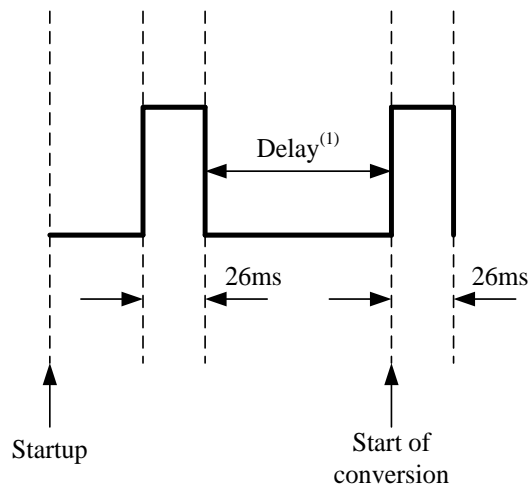 Delay(1)
26ms
26ms
Startup
Start of
conversion